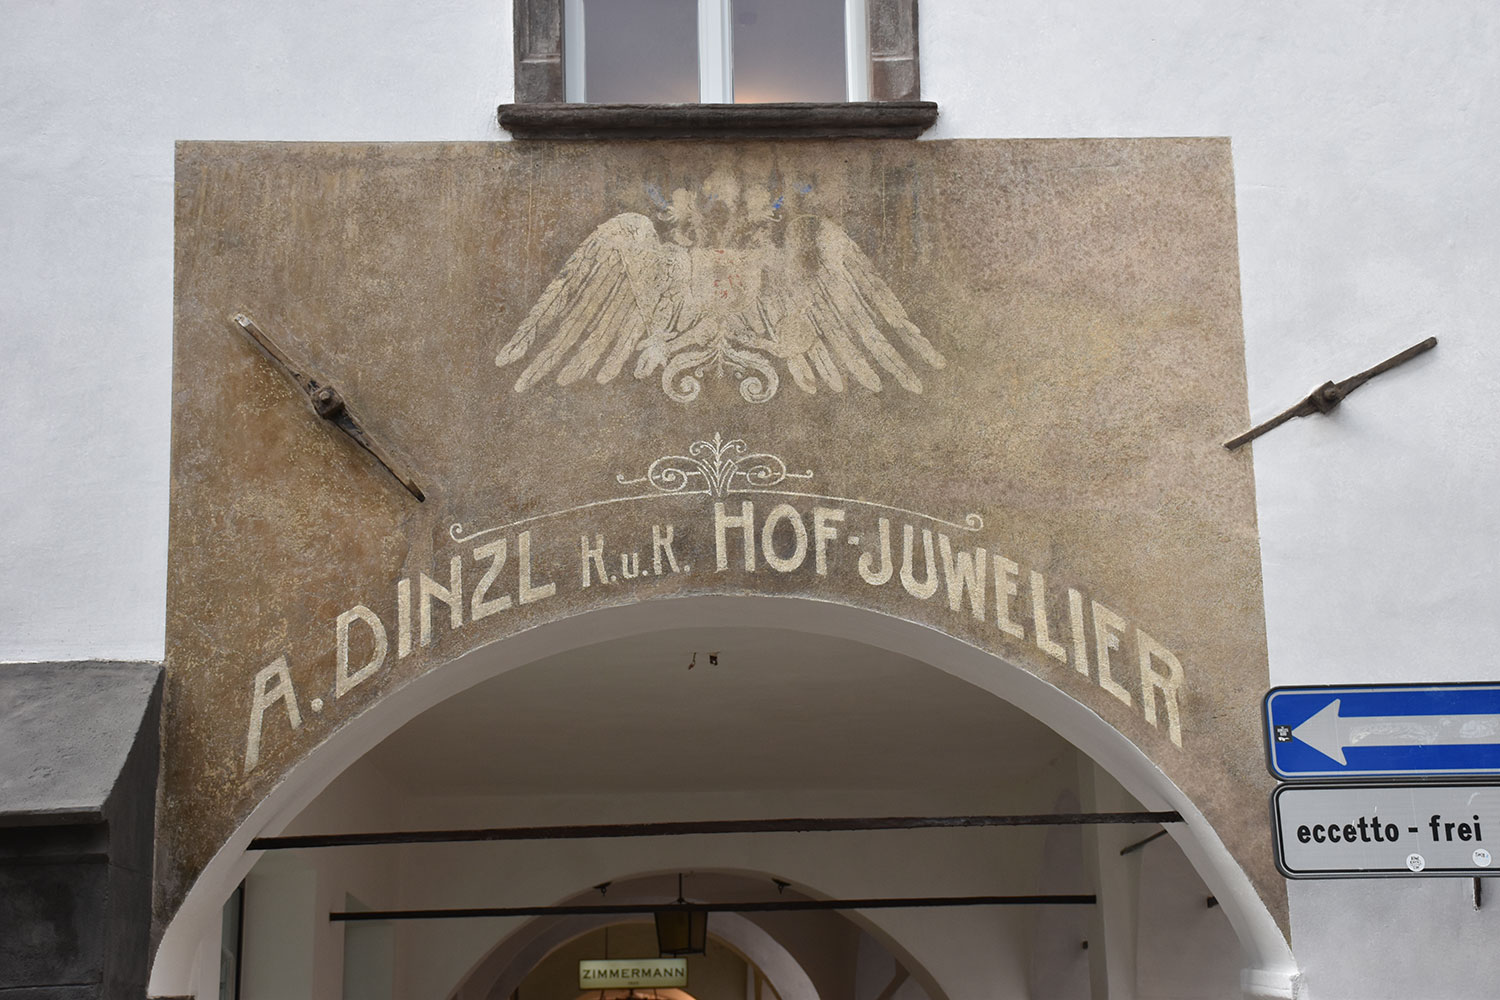 A. DINZL K.u.K. HOF-JUWELIER
eccetto - frei
ZIMMERMANN